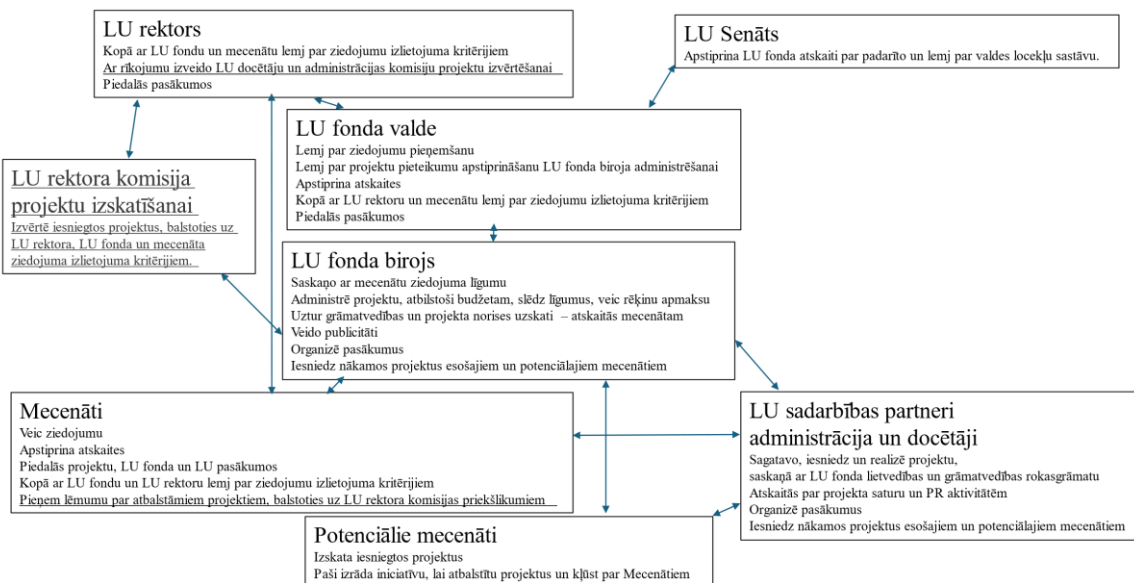 LU rektors
Kopā ar LU fondu un mecenātu lemj par ziedojumu izlietojuma kritērijiem
Ar rīkojumu izveido LU docētāju un administrācijas komisiju projektu izvērtēšanai
Piedalās pasākumos
LU Senāts
Apstiprina LU fonda atskaiti par padarīto un lemj par valdes locekļu sastāvu.
LU fonda valde
Lemj par ziedojumu pieņemšanu
Lemj par projektu pieteikumu apstiprināšanu LU fonda biroja administrēšanai
Apstiprina atskaites
Kopā ar LU rektoru un mecenātu lemj par ziedojumu izlietojuma kritērijiem
Piedalās pasākumos
LU rektora komisija
projektu izskatīšanai
Izvērtē iesniegtos projektus, balstoties uz
LU rektora, LU fonda un mecenāta
ziedojuma izlietojuma kritērijiem.
LU fonda birojs
Saskaņo ar mecenātu ziedojuma līgumu
Administrē projektu, atbilstoši budžetam, slēdz līgumus, veic rēķinu apmaksu
Uztur grāmatvedības un projekta norises uzskati – atskaitās mecenātam
Veido publicitāti
Organizē pasākumus
Iesniedz nākamos projektus esošajiem un potenciālajiem mecenātiem
Mecenāti
Veic ziedojumu
Apstiprina atskaites
Piedalās projektu, LU fonda un LU pasākumos
Kopā ar LU fondu un LU rektoru lemj par ziedojumu izlietojuma kritērijiem
Pieņem lēmumu par atbalstāmiem projektiem, balstoties uz LU rektora komisijas priekšlikumiem
LU sadarbības partneri
administrācija un docētāji
Sagatavo, iesniedz un realizē projektu,
saskaņā ar LU fonda lietvedības un grāmatvedības rokasgrāmatu
Atskaitās par projekta saturu un PR aktivitātēm
Organizē pasākumus
Iesniedz nākamos projektus esošajiem un potenciālajiem mecenātiem
Potenciālie mecenāti
Izskata iesniegtos projektus
Paši izrāda iniciatīvu, lai atbalstītu projektus un kļūst par Mecenātiem